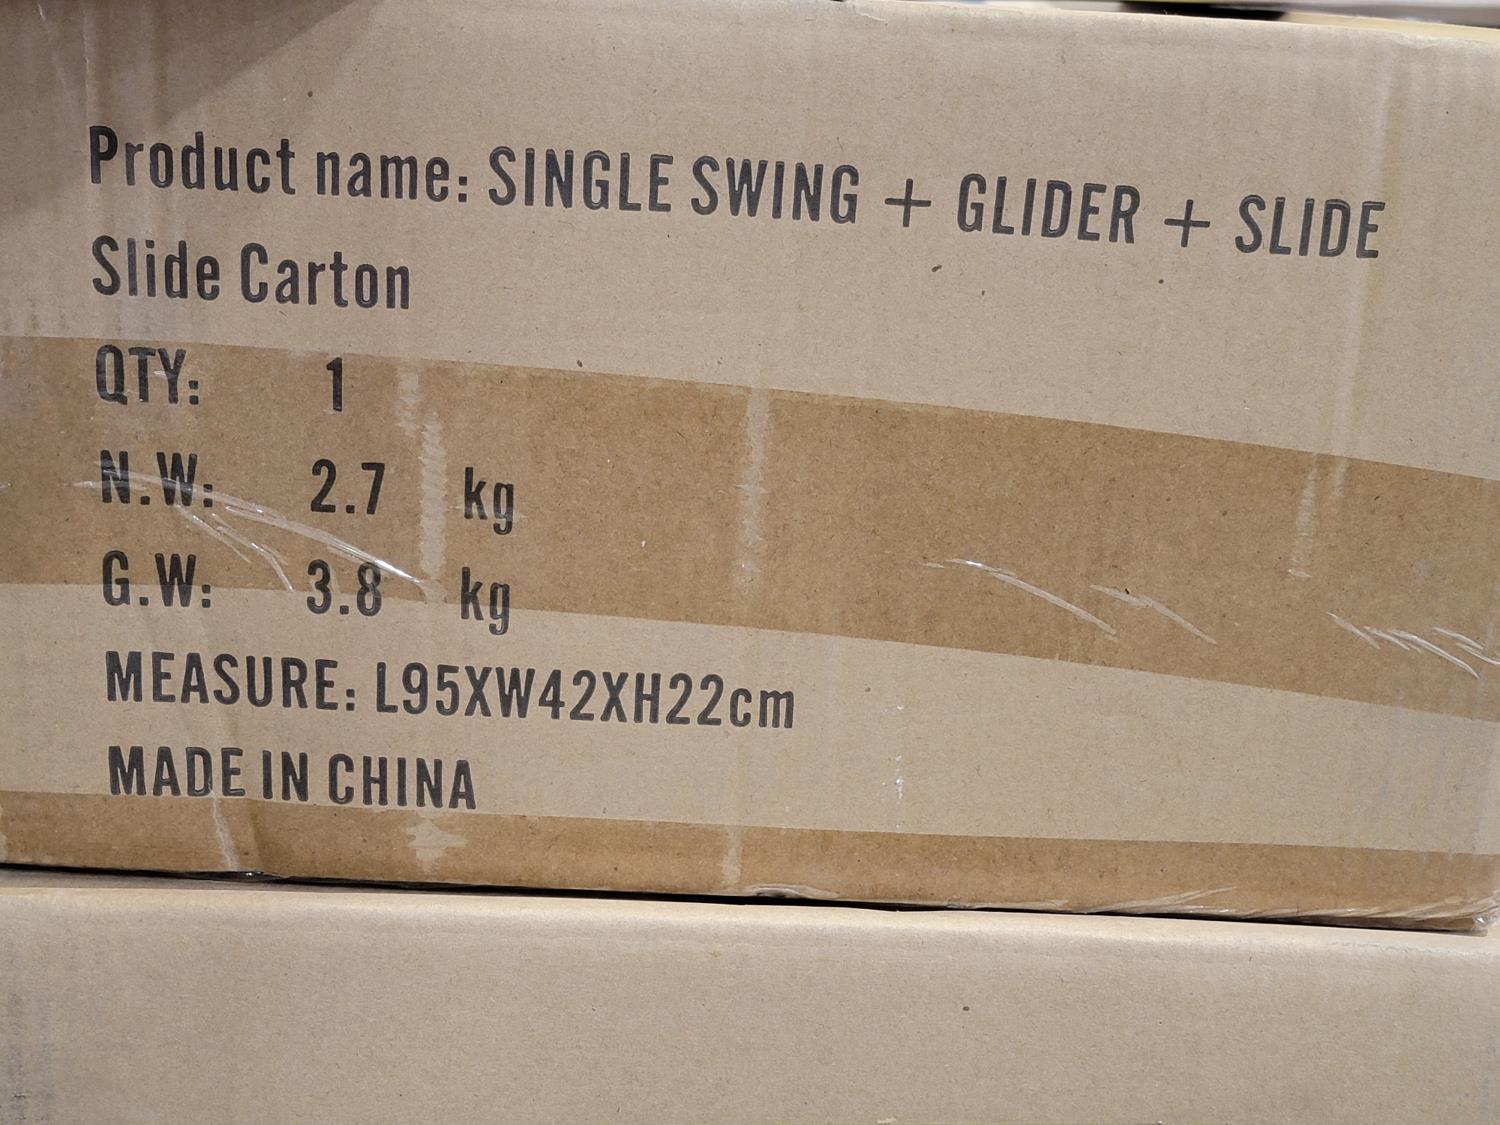 Product name: SINGLE SWING + GLIDER + SLIDE
Slide Carton
QTY: 1
N.W: 2.7 kg
G.W: 3.8 kg
MEASURE: L95XW42XH22cm
MADE IN CHINA